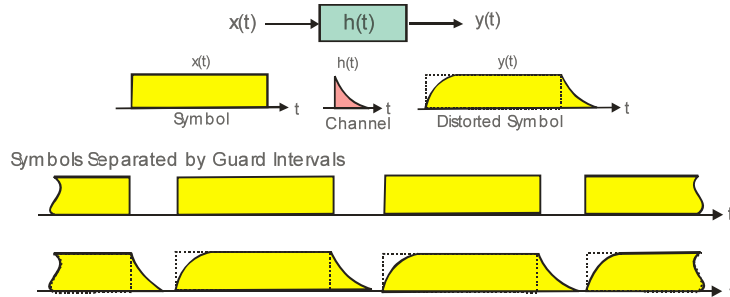 x(t) h(t) y(t)
x(t) h(t) y(t)
t t t
Symbol Channel Distorted Symbol
Symbols Separated by Guard Intervals
t